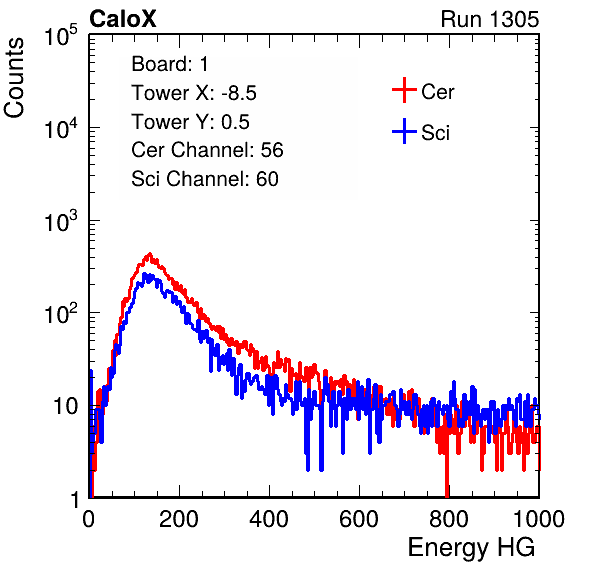 CaloX Run 1305
Counts
Board: 1
Tower X: -8.5
Tower Y: 0.5
Cer Channel: 56
Sci Channel: 60
Cer
Sci
10^5
10^4
10^3
10^2
10
1
0 200 400 600 800 1000
Energy HG